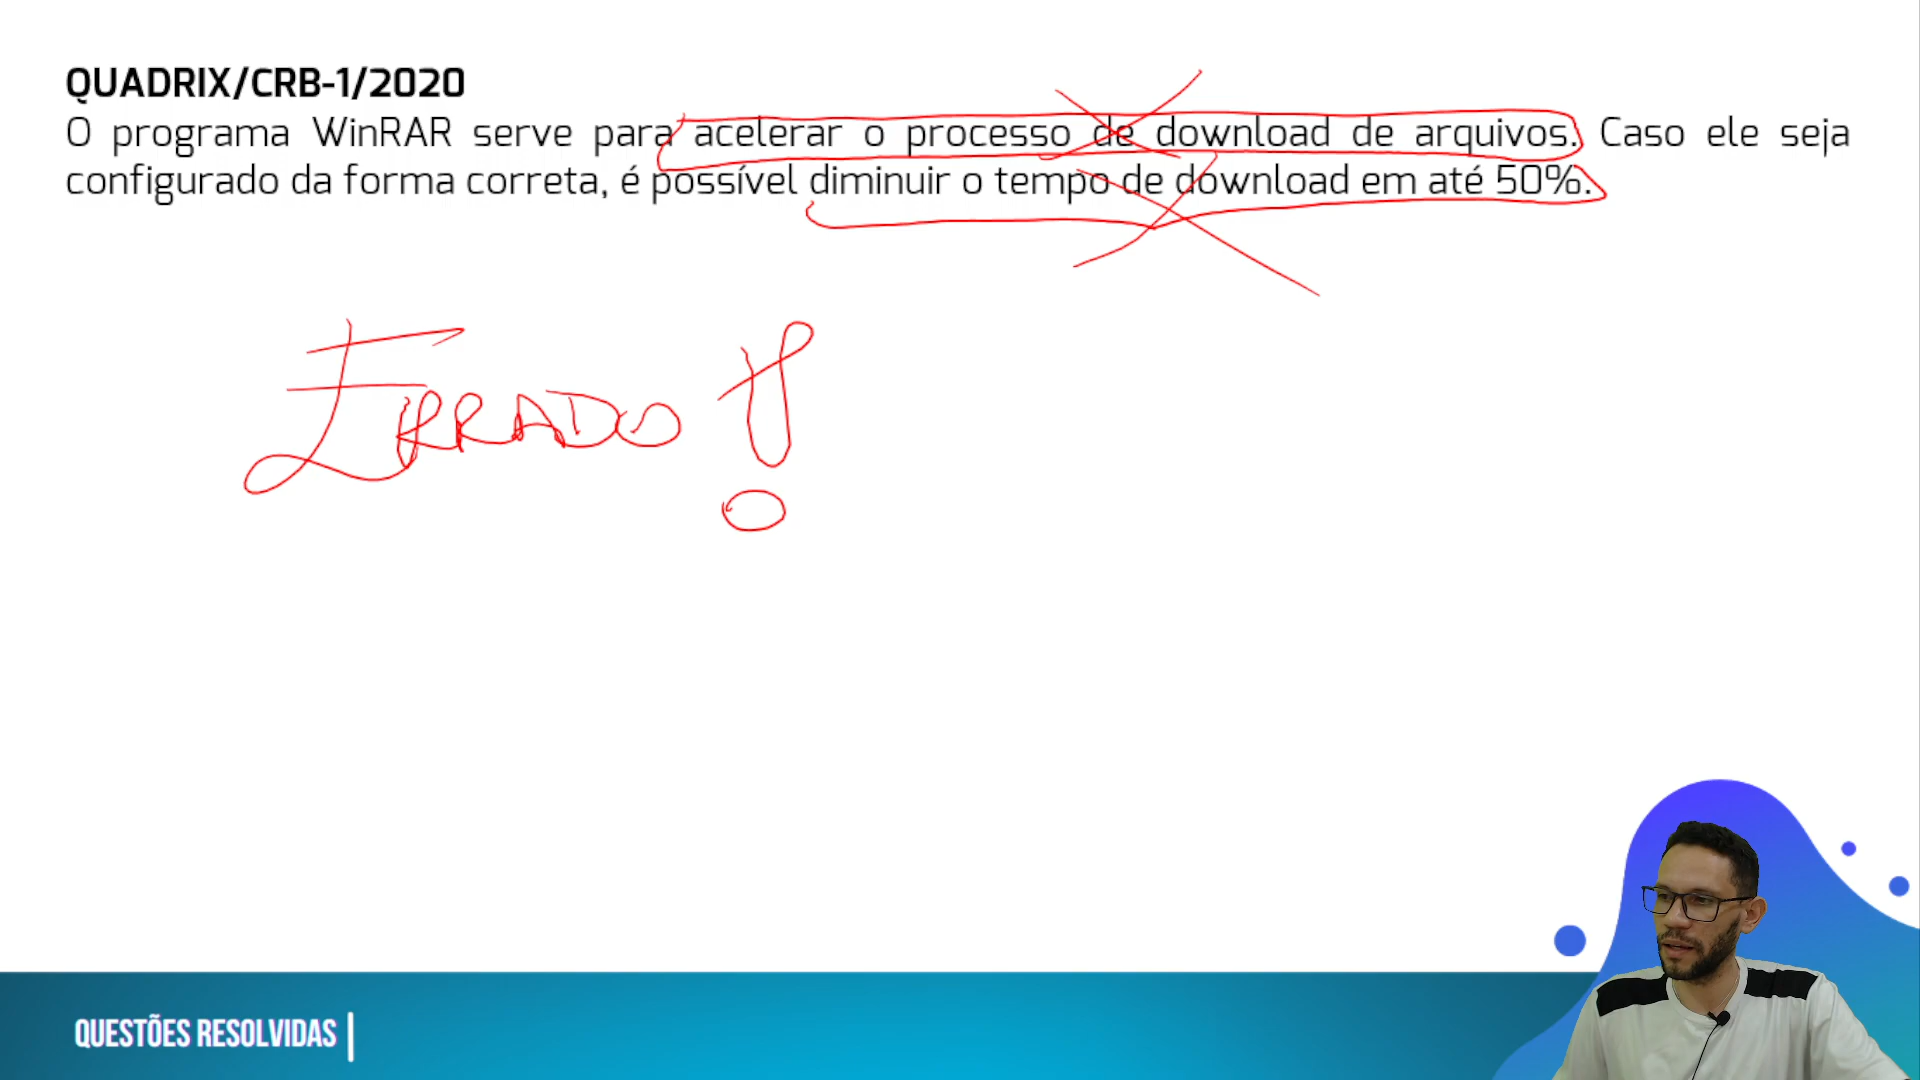 QUADRIX/CRB-1/2020
O programa WinRAR serve para acelerar o processo de download de arquivos. Caso ele seja
configurado da forma correta, é possível diminuir o tempo de download em até 50%.
ERRADO !
QUESTÕES RESOLVIDAS |